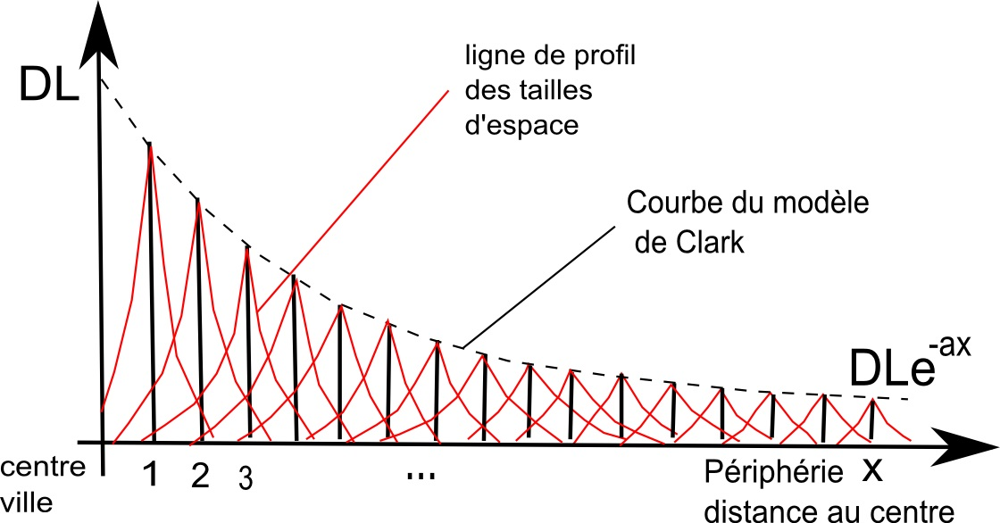 DL
ligne de profil
des tailles
d'espace
Courbe du modèle
de Clark
DLe-ax
centre
ville
1 2 3 ... Périphérie x
distance au centre